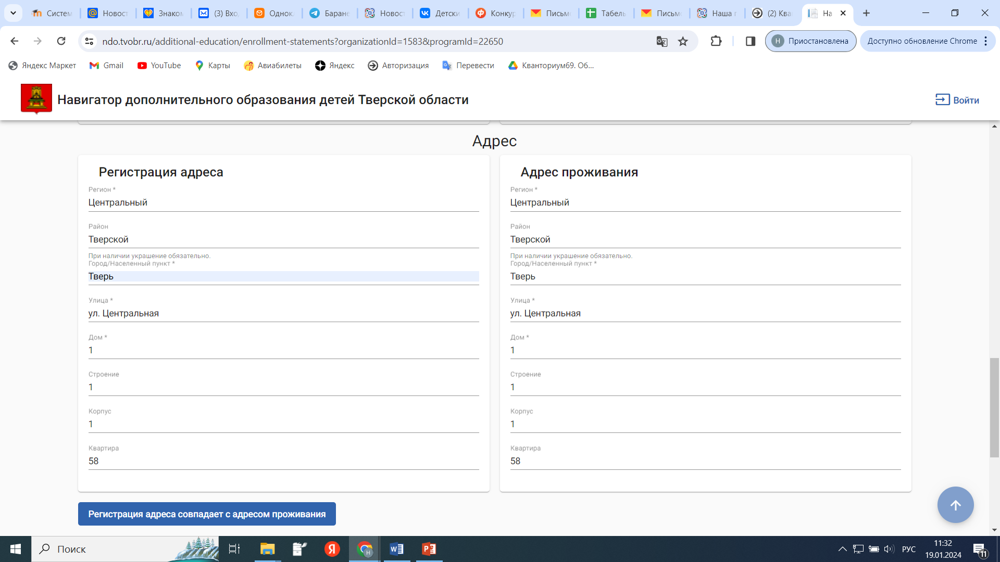 Систем
Новост
Знаком
(3) Вхо,
Однокл
Баране
Новост
Детски
Конкур
Письмо
Табель
Письмо
Наша г
(2) Ква
На
ndo.tvobr.ru/additional-education/enrollment-statements?organizationId=1583&programId=22650
Н Приостановлена
Доступно обновление Chrome
Яндекс Маркет
Gmail
YouTube
Карты
Авиабилеты
Яндекс
Авторизация
Перевести
Кванториум69. Об...
Навигатор дополнительного образования детей Тверской области
Войти
Адрес
Регистрация адреса
Регион *
Центральный
Район
Тверской
При наличии украшение обязательно.
Город/Населенный пункт *
Тверь
Улица *
ул. Центральная
Дом *
1
Строение
1
Корпус
1
Квартира
58
Адрес проживания
Регион *
Центральный
Район
Тверской
При наличии украшение обязательно.
Город/Населенный пункт *
Тверь
Улица *
ул. Центральная
Дом *
1
Строение
1
Корпус
1
Квартира
58
Регистрация адреса совпадает с адресом проживания
Поиск
РУС
11:32
19.01.2024
11